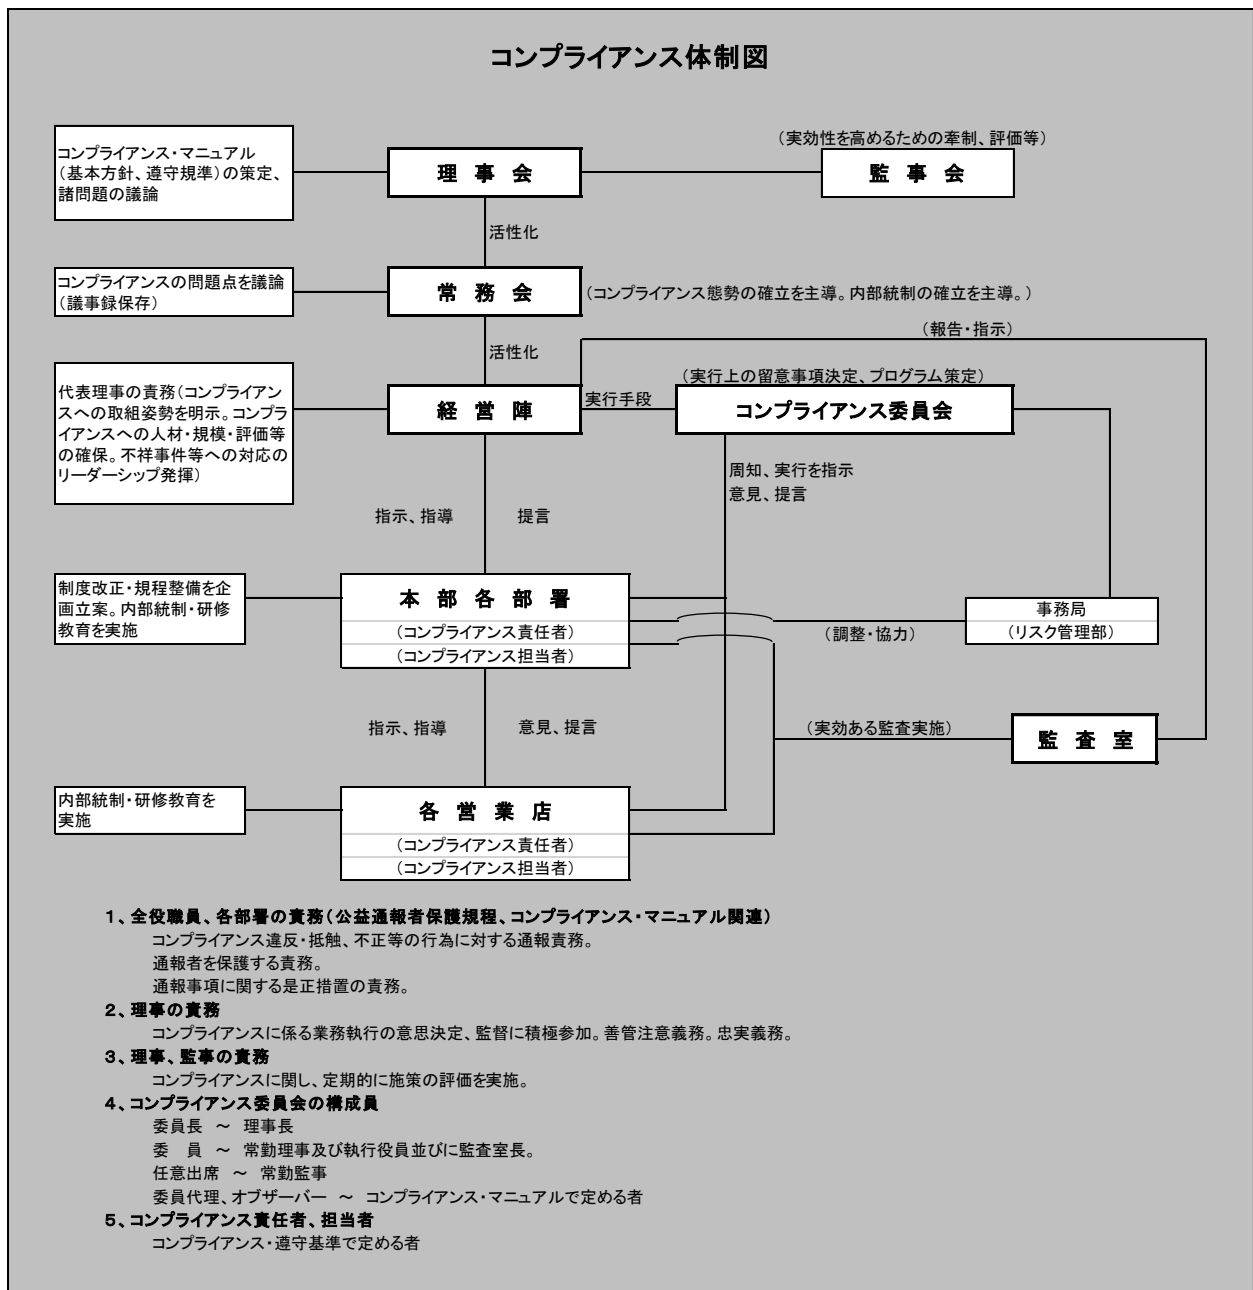 コンプライアンス体制図
コンプライアンス・マニュアル
（基本方針、遵守規準）の策定、
諸問題の議論
理　事　会
（実効性を高めるための牽制、評価等）
監　事　会
活性化
コンプライアンスの問題点を議論
（議事録保存）
常　務　会
（コンプライアンス態勢の確立を主導。内部統制の確立を主導。）
（報告・指示）
活性化
代表理事の責務（コンプライアン
スへの取組姿勢を明示。コンプラ
イアンスへの人材・規模・評価等
の確保。不祥事件等への対応の
リーダーシップ発揮）
経　営　陣
実行手段
（実行上の留意事項決定、プログラム策定）
コンプライアンス委員会
周知、実行を指示
意見、提言
指示、指導
提言
制度改正・規程整備を企
画立案。内部統制・研修
教育を実施
本　部　各　部　署
（コンプライアンス責任者）
（コンプライアンス担当者）
（調整・協力）
事務局
（リスク管理部）
指示、指導
意見、提言
（実効ある監査実施）
監　査　室
内部統制・研修教育を
実施
各　営　業　店
（コンプライアンス責任者）
（コンプライアンス担当者）
１、全役職員、各部署の責務（公益通報者保護規程、コンプライアンス・マニュアル関連）
コンプライアンス違反・抵触、不正等の行為に対する通報責務。
通報者を保護する責務。
通報事項に関する是正措置の責務。
２、理事の責務
コンプライアンスに係る業務執行の意思決定、監督に積極参加。善管注意義務。忠実義務。
３、理事、監事の責務
コンプライアンスに関し、定期的に施策の評価を実施。
４、コンプライアンス委員会の構成員
委員長　～　理事長
委　員　～　常勤理事及び執行役員並びに監査室長。
任意出席　～　常勤監事
委員代理、オブザーバー　～　コンプライアンス・マニュアルで定める者
５、コンプライアンス責任者、担当者
コンプライアンス・遵守基準で定める者